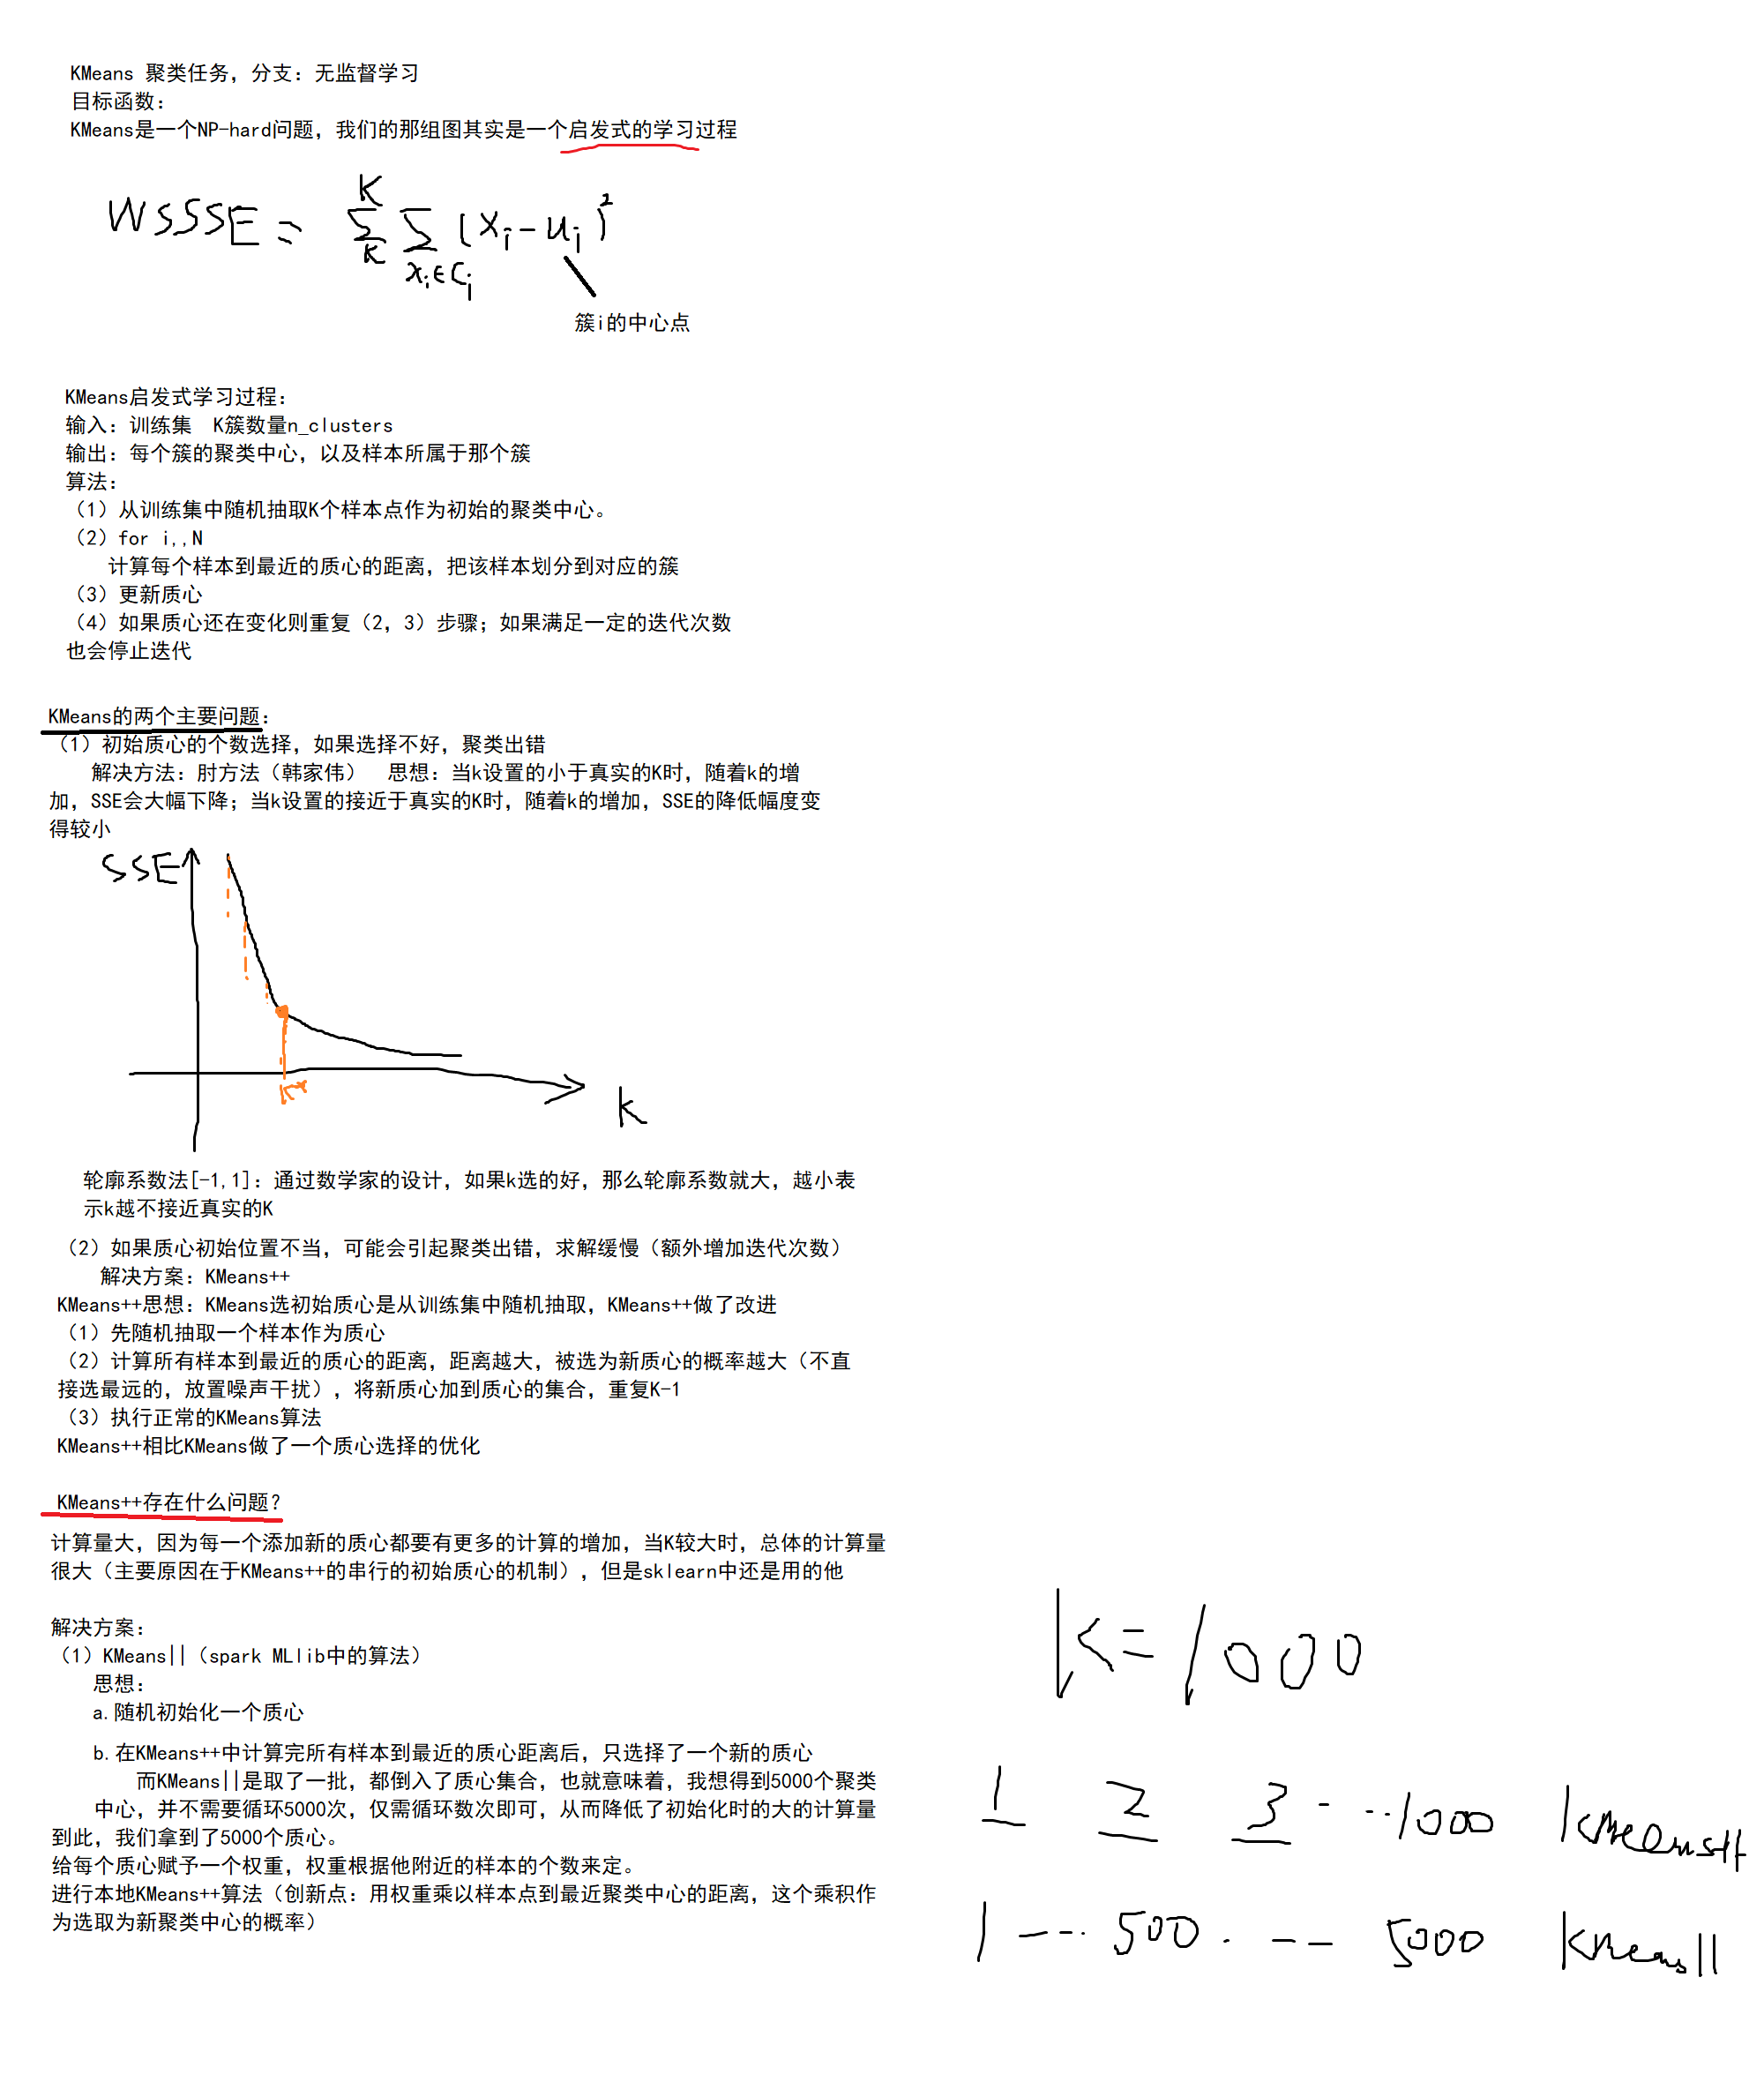 KMeans 聚类任务，分支：无监督学习
目标函数：
KMeans是一个NP-hard问题，我们的那组图其实是一个启发式的学习过程
WSSSE = K Σ K Σ xi∈Ci (xi-ui)²
簇i的中心点
KMeans启发式学习过程：
输入：训练集  K簇数量n_clusters
输出：每个簇的聚类中心，以及样本所属于那个簇
算法：
（1）从训练集中随机抽取K个样本点作为初始的聚类中心。
（2）for i,,N
计算每个样本到最近的质心的距离，把该样本划分到对应的簇
（3）更新质心
（4）如果质心还在变化则重复（2，3）步骤；如果满足一定的迭代次数
也会停止迭代
KMeans的两个主要问题：
（1）初始质心的个数选择，如果选择不好，聚类出错
解决方法：肘方法（韩家伟）  思想：当k设置的小于真实的K时，随着k的增
加，SSE会大幅下降；当k设置的接近于真实的K时，随着k的增加，SSE的降低幅度变
得较小
SSE
K
K
轮廓系数法[-1,1]：通过数学家的设计，如果k选的好，那么轮廓系数就大，越小表
示k越不接近真实的K
（2）如果质心初始位置不当，可能会引起聚类出错，求解缓慢（额外增加迭代次数）
解决方案：KMeans++
KMeans++思想：KMeans选初始质心是从训练集中随机抽取，KMeans++做了改进
（1）先随机抽取一个样本作为质心
（2）计算所有样本到最近的质心的距离，距离越大，被选为新质心的概率越大（不直
接选最远的，放置噪声干扰），将新质心加到质心的集合，重复K-1
（3）执行正常的KMeans算法
KMeans++相比KMeans做了一个质心选择的优化
KMeans++存在什么问题？
计算量大，因为每一个添加新的质心都要有更多的计算的增加，当K较大时，总体的计算量
很大（主要原因在于KMeans++的串行的初始质心的机制），但是sklearn中还是用的他
解决方案：
（1）KMeans||（spark MLlib中的算法）
思想：
a.随机初始化一个质心
b.在KMeans++中计算完所有样本到最近的质心距离后，只选择了一个新的质心
而KMeans||是取了一批，都倒入了质心集合，也就意味着，我想得到5000个聚类
中心，并不需要循环5000次，仅需循环数次即可，从而降低了初始化时的大的计算量
到此，我们拿到了5000个质心。
给每个质心赋予一个权重，权重根据他附近的样本的个数来定。
进行本地KMeans++算法（创新点：用权重乘以样本点到最近聚类中心的距离，这个乘积作
为选取为新聚类中心的概率）
K=1000
1 2 3 - -- 1000 kmeans++
1 --- 500 . -- 5000 kmeans||